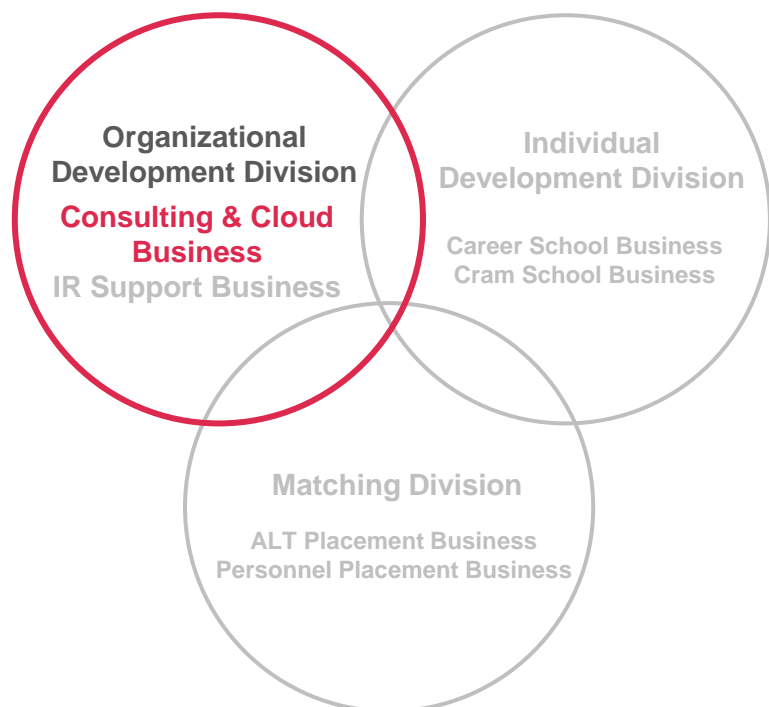 Organizational
Development Division
Consulting & Cloud
Business
IR Support Business
Individual
Development Division
Career School Business
Cram School Business
Matching Division
ALT Placement Business
Personnel Placement Business